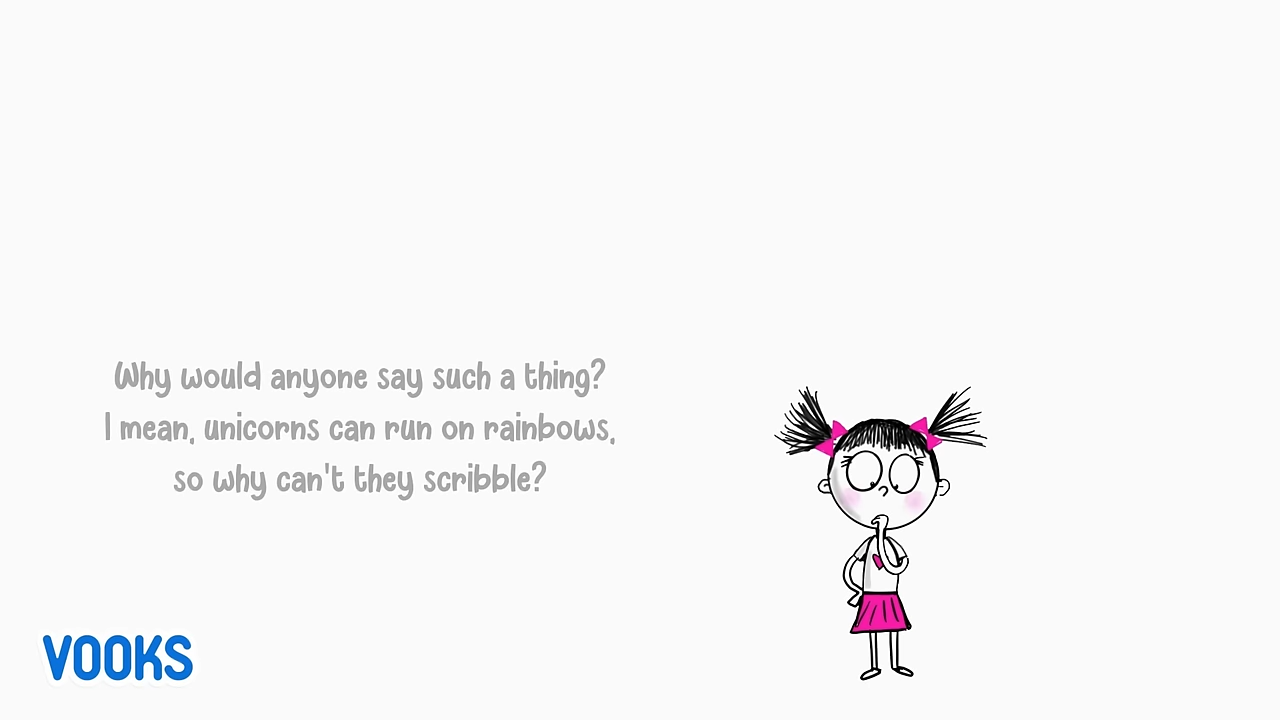 Why would anyone say such a thing?
I mean, unicorns can run on rainbows,
so why can't they scribble?
VOOKS